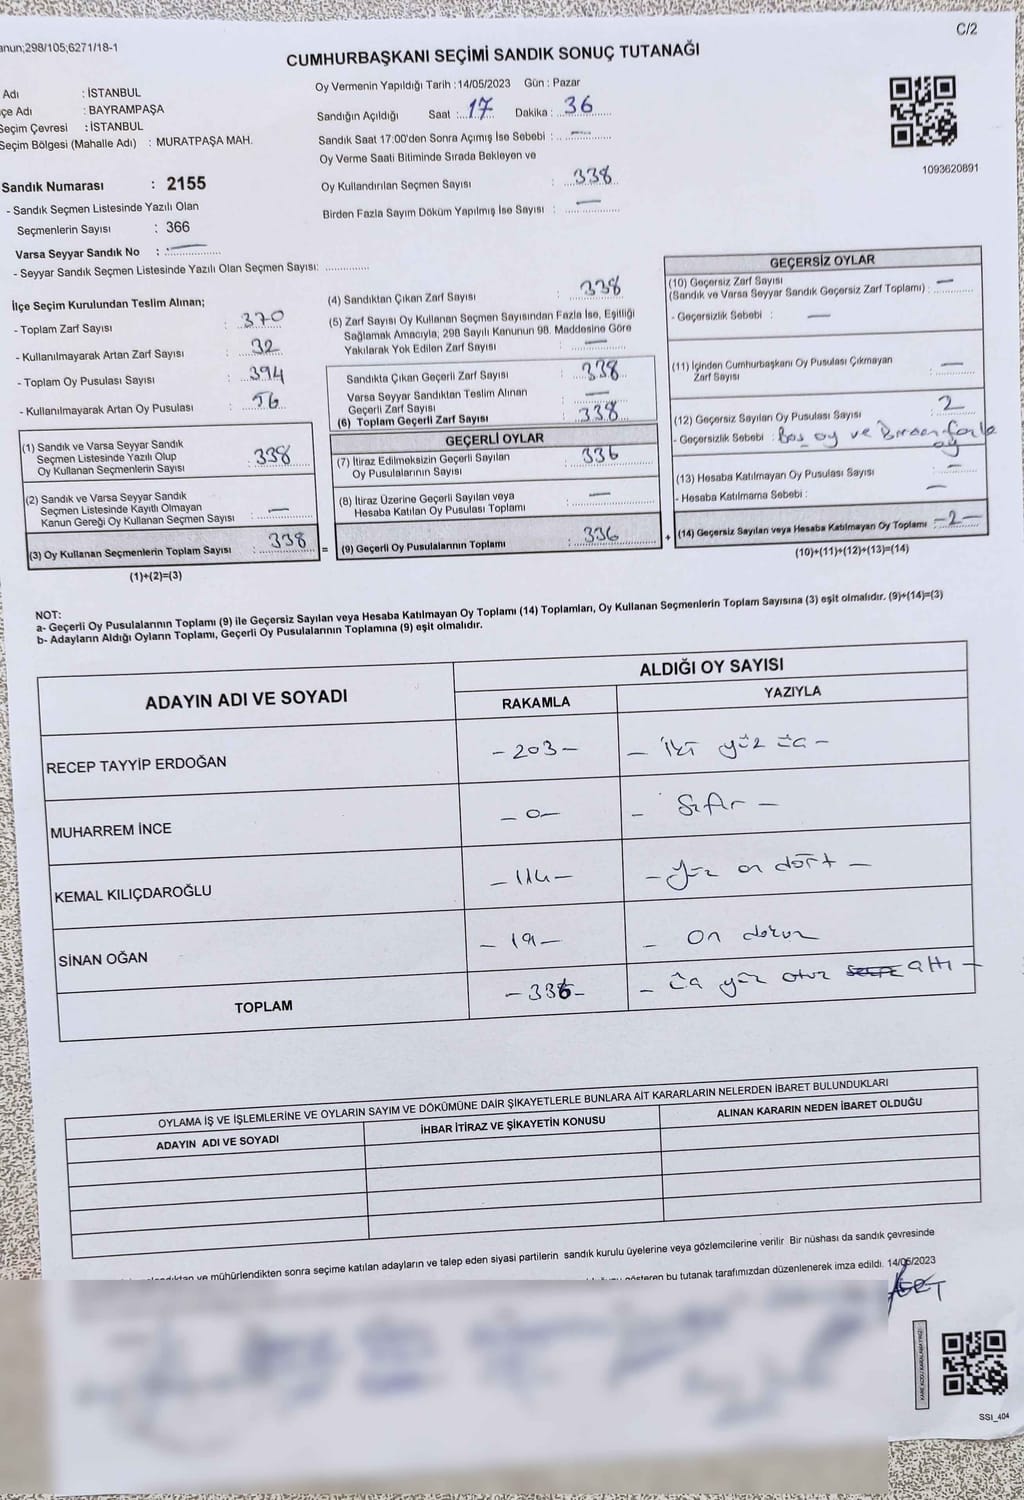 anun;298/105;6271/18-1
C/2
CUMHURBAŞKANI SEÇİMİ SANDIK SONUÇ TUTANAĞI
Adı : İSTANBUL
çe Adı : BAYRAMPAŞA
Seçim Çevresi : İSTANBUL
Seçim Bölgesi (Mahalle Adı) : MURATPAŞA MAH.
Sandık Numarası : 2155
- Sandık Seçmen Listesinde Yazılı Olan
Seçmenlerin Sayısı : 366
Varsa Seyyar Sandık No : —
- Seyyar Sandık Seçmen Listesinde Yazılı Olan Seçmen Sayısı: ..............
Oy Vermenin Yapıldığı Tarih : 14/05/2023 Gün : Pazar
Sandığın Açıldığı Saat : 17 Dakika : 36
Sandık Saat 17:00'den Sonra Açımış İse Sebebi : —
Oy Verme Saati Bitiminde Sırada Bekleyen ve
Oy Kullandırılan Seçmen Sayısı : 338
Birden Fazla Sayım Döküm Yapılmış İse Sayısı : —
1093620891
İlçe Seçim Kurulundan Teslim Alınan;
- Toplam Zarf Sayısı : 370
- Kullanılmayarak Artan Zarf Sayısı : 32
- Toplam Oy Pusulası Sayısı : 394
- Kullanılmayarak Artan Oy Pusulası : 56
(1) Sandık ve Varsa Seyyar Sandık
Seçmen Listesinde Yazılı Olup
Oy Kullanan Seçmenlerin Sayısı : 338
(2) Sandık ve Varsa Seyyar Sandık
Seçmen Listesinde Kayıtlı Olmayan
Kanun Gereği Oy Kullanan Seçmen Sayısı : —
(3) Oy Kullanan Seçmenlerin Toplam Sayısı : 338
(1)+(2)=(3)
(4) Sandıktan Çıkan Zarf Sayısı : 338
(5) Zarf Sayısı Oy Kullanan Seçmen Sayısından Fazla İse, Eşitliği
Sağlamak Amacıyla, 298 Sayılı Kanunun 98. Maddesine Göre
Yakılarak Yok Edilen Zarf Sayısı : —
Sandıkta Çıkan Geçerli Zarf Sayısı : 338
Varsa Seyyar Sandıktan Teslim Alınan
Geçerli Zarf Sayısı : —
(6) Toplam Geçerli Zarf Sayısı : 338
GEÇERLİ OYLAR
(7) İtiraz Edilmeksizin Geçerli Sayılan
Oy Pusulalarının Sayısı : 336
(8) İtiraz Üzerine Geçerli Sayılan veya
Hesaba Katılan Oy Pusulası Toplamı : —
= (9) Geçerli Oy Pusulalarının Toplamı : 336
GEÇERSİZ OYLAR
(10) Geçersiz Zarf Sayısı
(Sandık ve Varsa Seyyar Sandık Geçersiz Zarf Toplamı) : —
- Geçersizlik Sebebi : —
(11) İçinden Cumhurbaşkanı Oy Pusulası Çıkmayan
Zarf Sayısı : —
(12) Geçersiz Sayılan Oy Pusulası Sayısı : 2
- Geçersizlik Sebebi : Boş oy ve Birden fazla
oy
(13) Hesaba Katılmayan Oy Pusulası Sayısı : —
- Hesaba Katılmama Sebebi : —
+ (14) Geçersiz Sayılan veya Hesaba Katılmayan Oy Toplamı : -2-
(10)+(11)+(12)+(13)=(14)
NOT:
a- Geçerli Oy Pusulalarının Toplamı (9) ile Geçersiz Sayılan veya Hesaba Katılmayan Oy Toplamı (14) Toplamları, Oy Kullanan Seçmenlerin Toplam Sayısına (3) eşit olmalıdır. (9)+(14)=(3)
b- Adayların Aldığı Oyların Toplamı, Geçerli Oy Pusulalarının Toplamına (9) eşit olmalıdır.
ADAYIN ADI VE SOYADI ALDIĞI OY SAYISI
RAKAMLA YAZIYLA
RECEP TAYYİP ERDOĞAN -203- - iki yüz üç -
MUHARREM İNCE -0- - Sıfır -
KEMAL KILIÇDAROĞLU -114- - yüz on dört -
SİNAN OĞAN -19- - On dokuz
TOPLAM -336- - üç yüz otuz altı -
OYLAMA İŞ VE İŞLEMLERİNE VE OYLARIN SAYIM VE DÖKÜMÜNE DAİR ŞİKAYETLERLE BUNLARA AİT KARARLARIN NELERDEN İBARET BULUNDUKLARI
ADAYIN ADI VE SOYADI İHBAR İTİRAZ VE ŞİKAYETİN KONUSU ALINAN KARARIN NEDEN İBARET OLDUĞU
ve mühürlendikten sonra seçime katılan adayların ve talep eden siyasi partilerin sandık kurulu üyelerine veya gözlemcilerine verilir Bir nüshası da sandık çevresinde
gösteren bu tutanak tarafımızdan düzenlenerek imza edildi. 14/05/2023
SSI_404